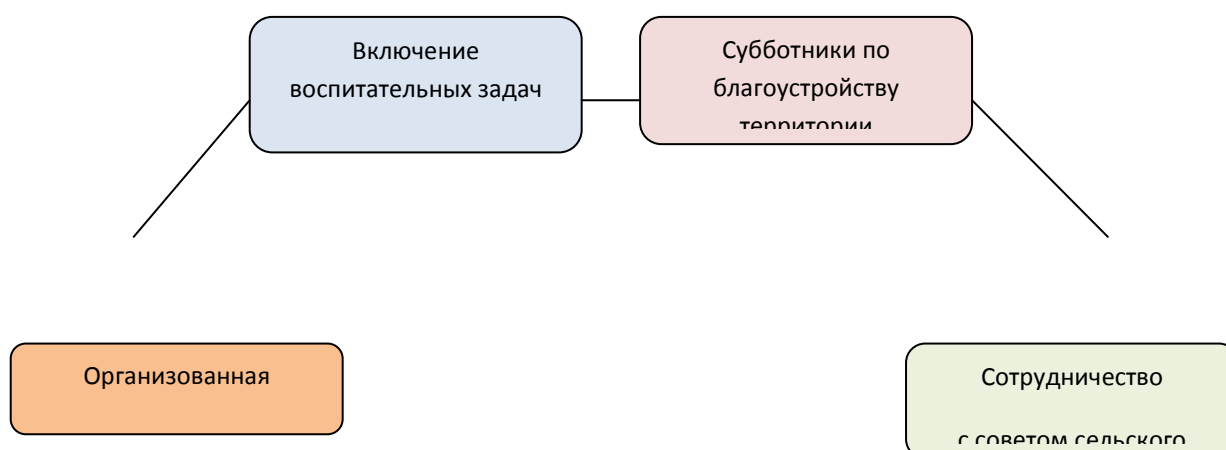 Включение
воспитательных задач
Субботники по
благоустройству
территории
Организованная
Сотрудничество
с советом сельского